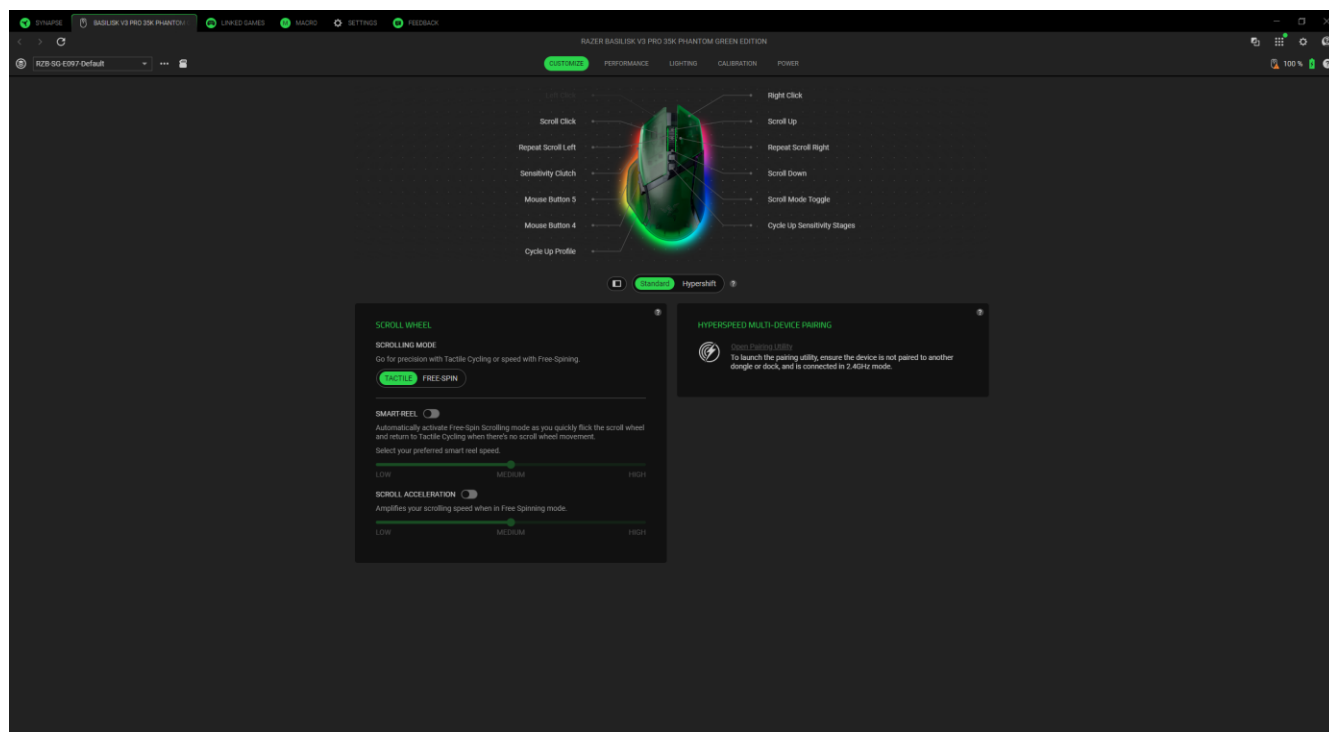 SYNAPSE
BASILISK V3 PRO 35K PHANTOM
LINKED GAMES
MACRO
SETTINGS
FEEDBACK
RAZER BASILISK V3 PRO 35K PHANTOM GREEN EDITION
RZB-SG-E097-Default
CUSTOMIZE
PERFORMANCE
LIGHTING
CALIBRATION
POWER
100 %
Left Click
Right Click
Scroll Click
Scroll Up
Repeat Scroll Left
Repeat Scroll Right
Sensitivity Clutch
Scroll Down
Mouse Button 5
Scroll Mode Toggle
Mouse Button 4
Cycle Up Sensitivity Stages
Cycle Up Profile
Standard
Hypershift
SCROLL WHEEL
SCROLLING MODE
Go for precision with Tactile Cycling or speed with Free-Spining.
TACTILE
FREE-SPIN
SMART-REEL
Automatically activate Free-Spin Scrolling mode as you quickly flick the scroll wheel
and return to Tactile Cycling when there's no scroll wheel movement.
Select your preferred smart reel speed.
LOW
MEDIUM
HIGH
SCROLL ACCELERATION
Amplifies your scrolling speed when in Free Spinning mode.
LOW
MEDIUM
HIGH
HYPERSPEED MULTI-DEVICE PAIRING
Open Pairing Utility
To launch the pairing utility, ensure the device is not paired to another
dongle or dock, and is connected in 2.4GHz mode.